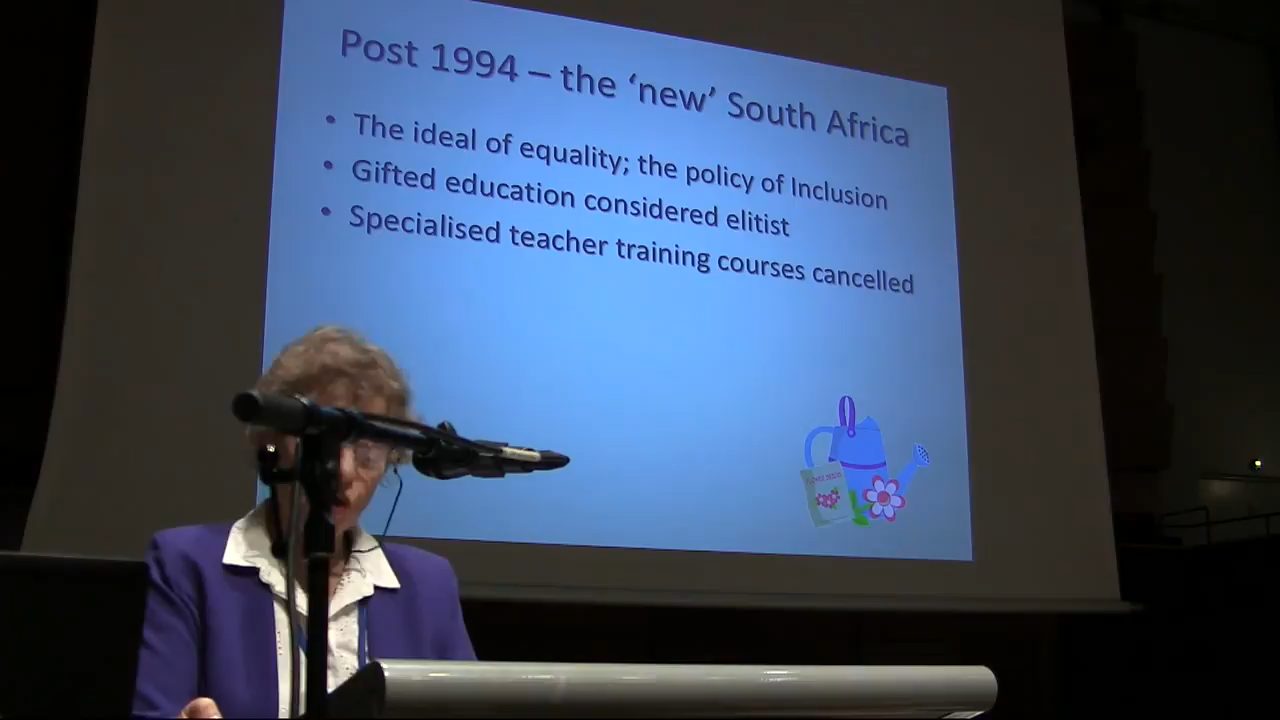 Post 1994 – the ‘new’ South Africa
• The ideal of equality; the policy of Inclusion
• Gifted education considered elitist
• Specialised teacher training courses cancelled